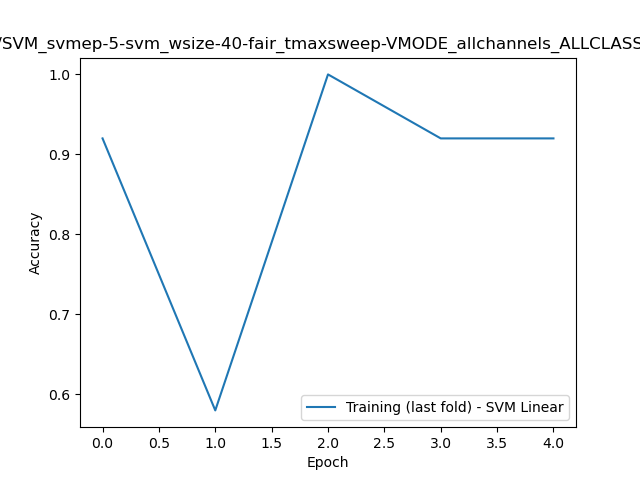 SVM_svmep-5-svm_wsize-40-fair_tmaxsweep-VMODE_allchannels_ALLCLASS
1.0
0.9
0.8
0.7
0.6
Accuracy
Training (last fold) - SVM Linear
0.0 0.5 1.0 1.5 2.0 2.5 3.0 3.5 4.0
Epoch